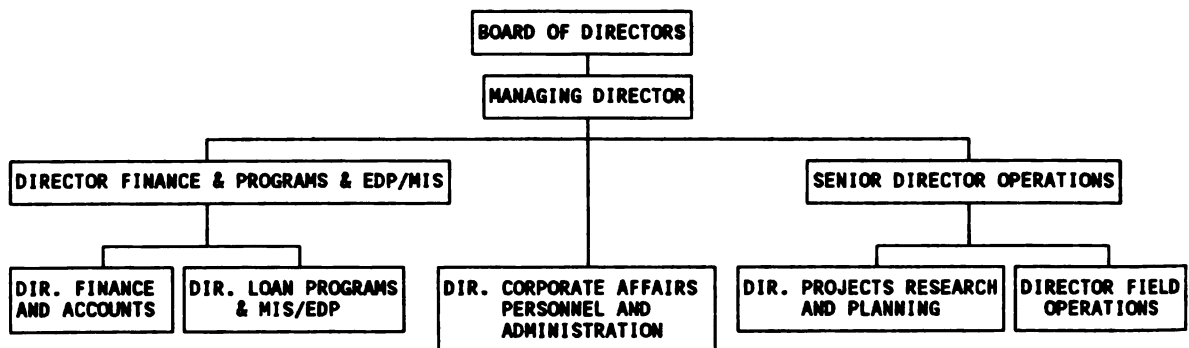 BOARD OF DIRECTORS
MANAGING DIRECTOR
DIRECTOR FINANCE & PROGRAMS & EDP/MIS
SENIOR DIRECTOR OPERATIONS
DIR. FINANCE
AND ACCOUNTS
DIR. LOAN PROGRAMS
& MIS/EDP
DIR. CORPORATE AFFAIRS
PERSONNEL AND
ADMINISTRATION
DIR. PROJECTS RESEARCH
AND PLANNING
DIRECTOR FIELD
OPERATIONS